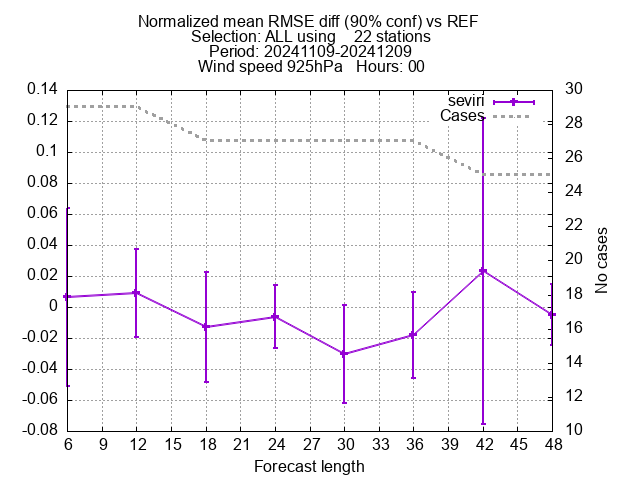 Normalized mean RMSE diff (90% conf) vs REF
Selection: ALL using    22 stations
Period: 20241109-20241209
Wind speed 925hPa   Hours: 00
seviri
Cases
0.14
0.12
0.1
0.08
0.06
0.04
0.02
0
-0.02
-0.04
-0.06
-0.08
30
28
26
24
22
20
18
16
14
12
10
No cases
6 9 12 15 18 21 24 27 30 33 36 39 42 45 48
Forecast length